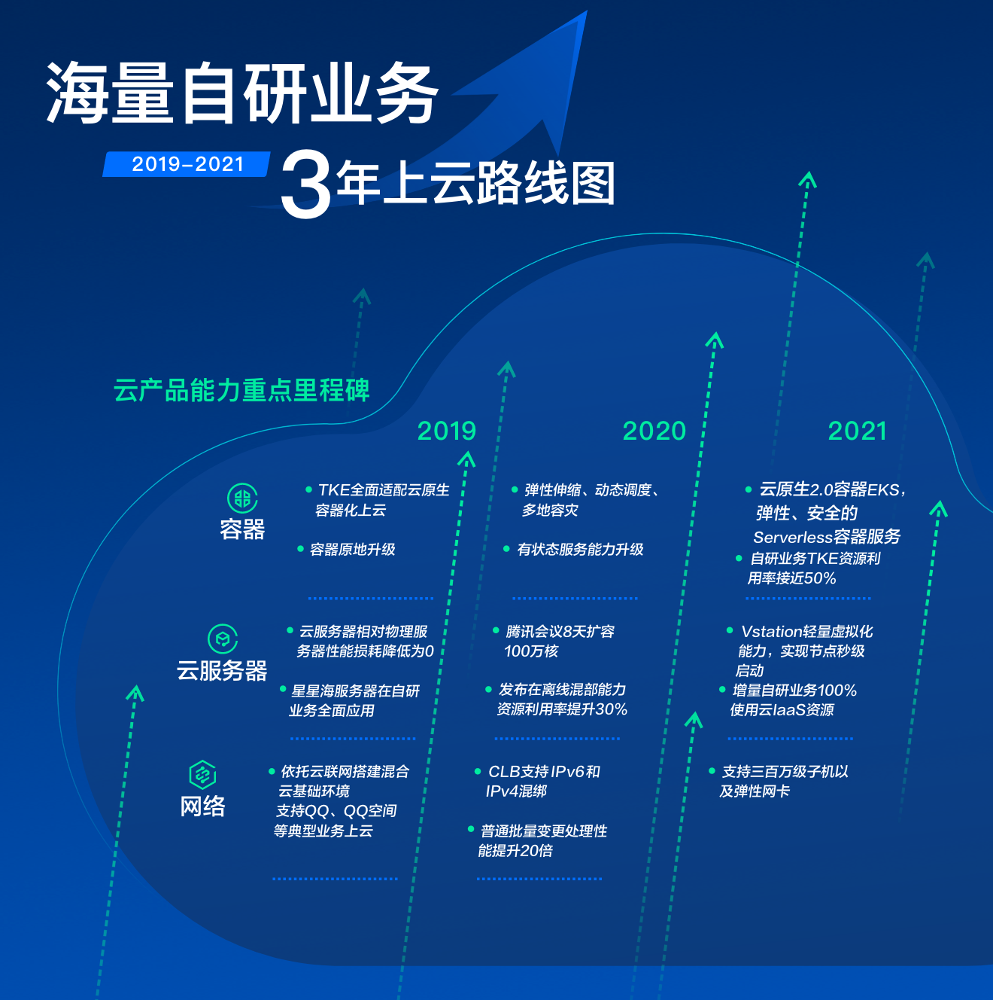 海量自研业务
2019-2021
3年上云路线图
云产品能力重点里程碑
2019
2020
2021
容器
TKE全面适配云原生
容器化上云
容器原地升级
弹性伸缩、动态调度、
多地容灾
有状态服务能力升级
云原生2.0容器EKS，
弹性、安全的
Serverless容器服务
自研业务TKE资源利
用率接近50%
云服务器
云服务器相对物理服
务器性能损耗降低为0
星星海服务器在自研
业务全面应用
腾讯会议8天扩容
100万核
发布在离线混部能力
资源利用率提升30%
Vstation轻量虚拟化
能力，实现节点秒级
启动
增量自研业务100%
使用云IaaS资源
网络
依托云联网搭建混合
云基础环境
支持QQ、QQ空间
等典型业务上云
CLB支持IPv6和
IPv4混绑
普通批量变更处理性
能提升20倍
支持三百万级子机以
及弹性网卡